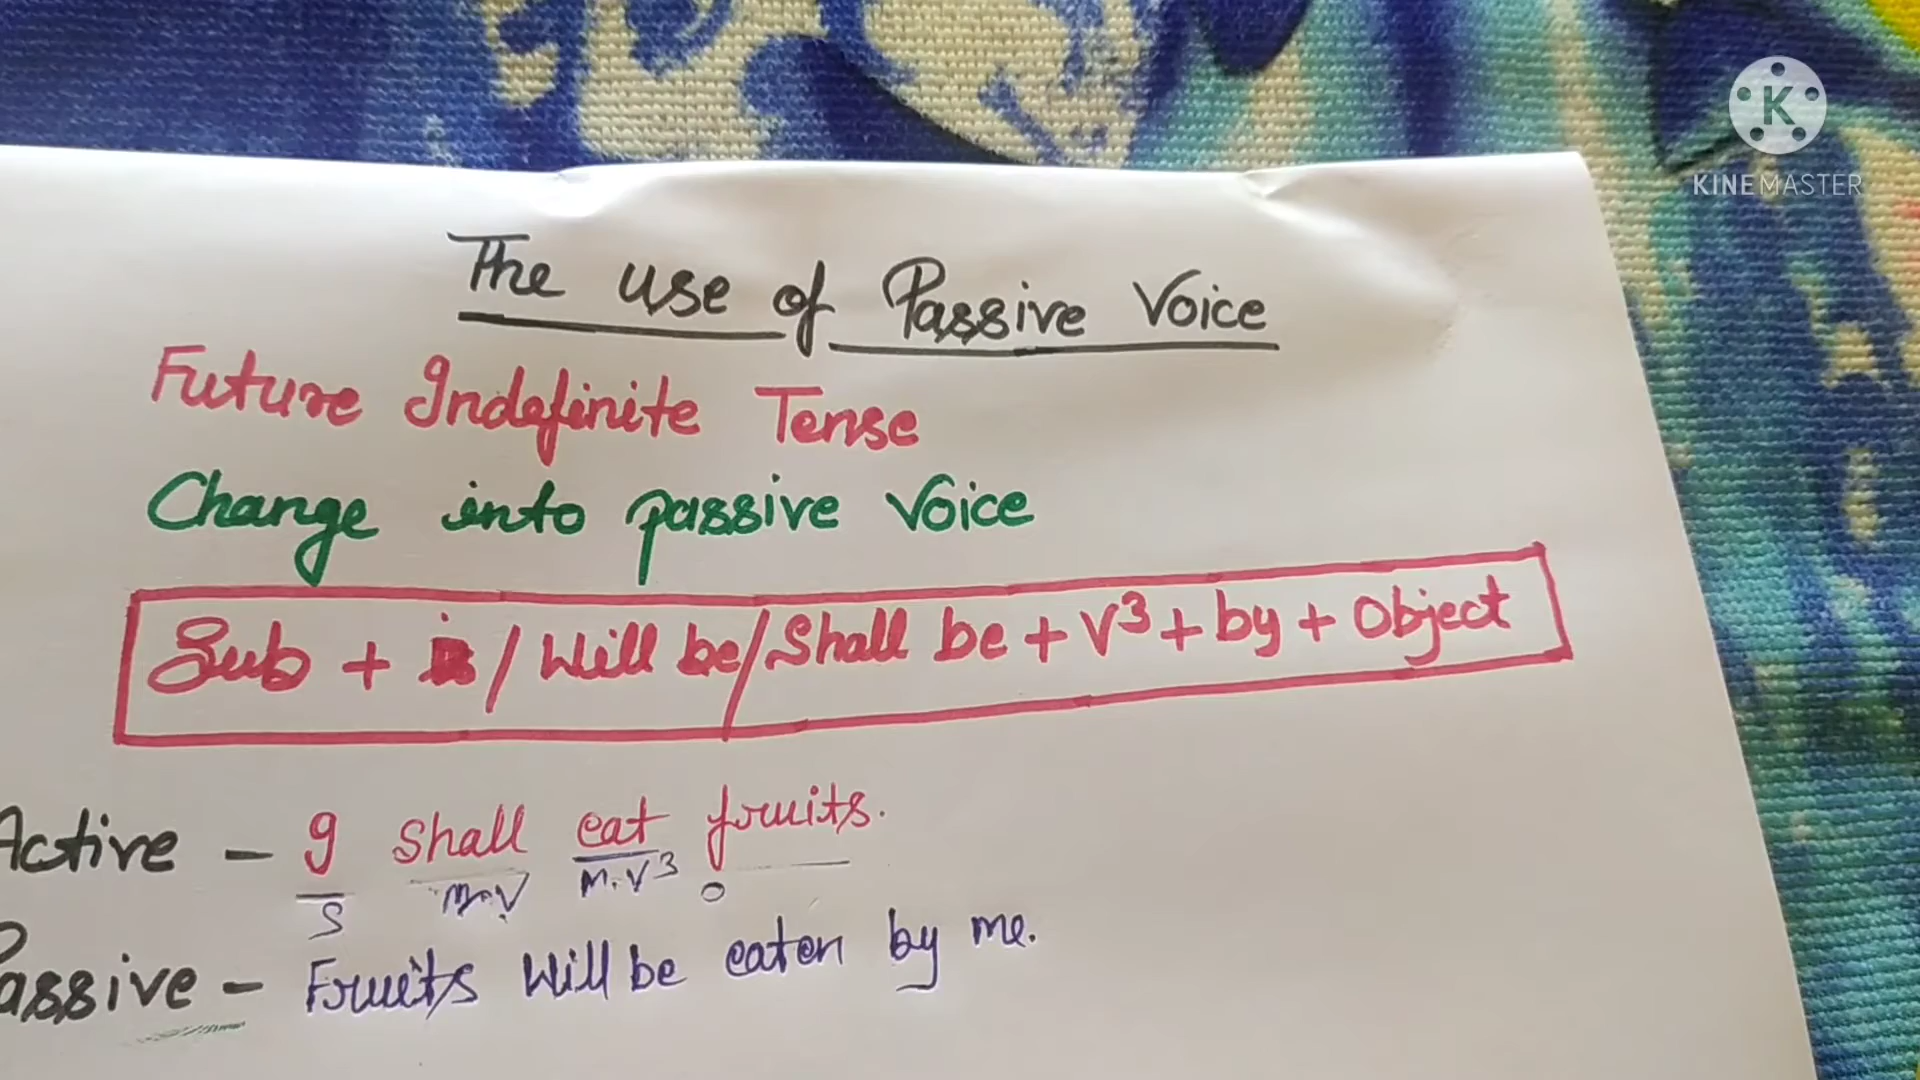 K
KINEMASTER
The use of Passive Voice
Future Indefinite Tense
Change into passive Voice
Sub + / Will be/Shall be + V³ + by + Object
Active - I shall eat fruits.
S M.V M.V³ O
Passive - Fruits Will be eaten by me.